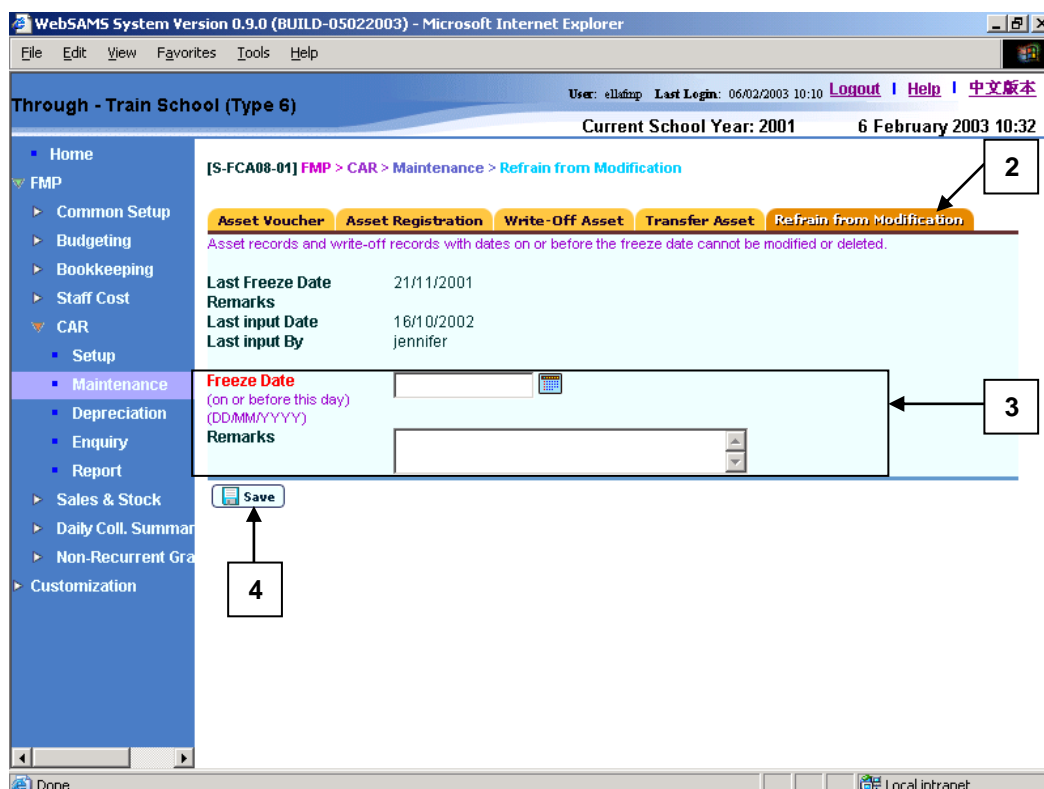 WebSAMS System Version 0.9.0 (BUILD-05022003) - Microsoft Internet Explorer
File Edit View Favorites Tools Help
Through - Train School (Type 6)
User: ellafmp Last Login: 06/02/2003 10:10 Logout | Help | 中文版本
Current School Year: 2001 6 February 2003 10:32
Home
FMP
Common Setup
Budgeting
Bookkeeping
Staff Cost
CAR
Setup
Maintenance
Depreciation
Enquiry
Report
Sales & Stock
Daily Coll. Summar
Non-Recurrent Gra
Customization
[S-FCA08-01] FMP > CAR > Maintenance > Refrain from Modification
2
Asset Voucher Asset Registration Write-Off Asset Transfer Asset Refrain from Modification
Asset records and write-off records with dates on or before the freeze date cannot be modified or deleted.
Last Freeze Date 21/11/2001
Remarks
Last input Date 16/10/2002
Last input By jennifer
Freeze Date
(on or before this day)
(DD/MM/YYYY)
Remarks
3
Save
4
Done Local intranet